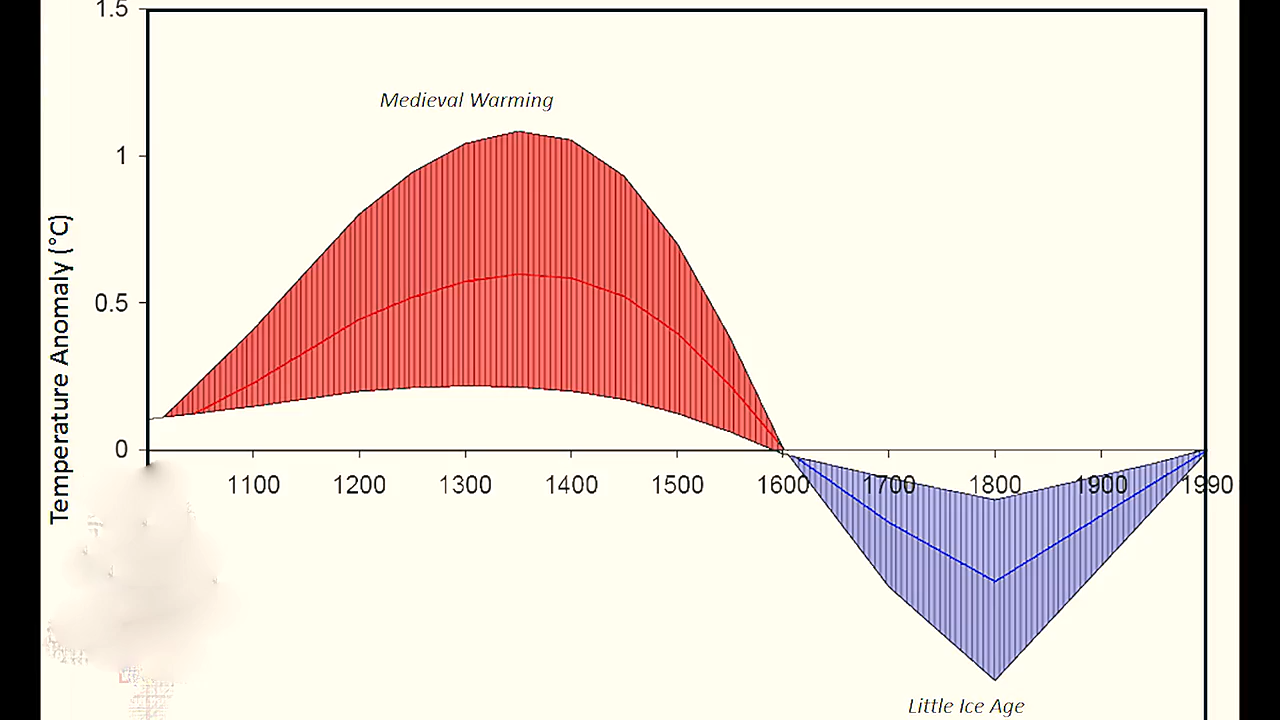 1.5
Medieval Warming
1
Temperature Anomaly (°C)
0.5
0
1100 1200 1300 1400 1500 1600 1700 1800 1900 1990
Little Ice Age